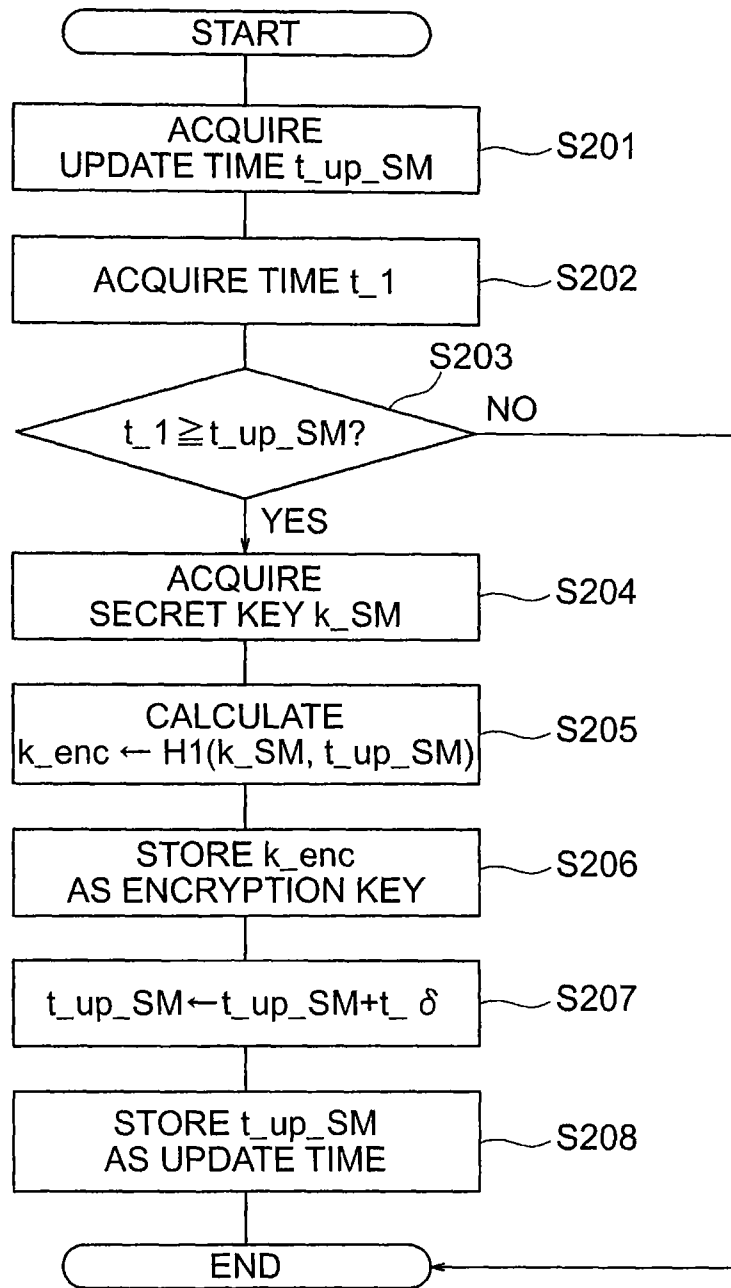 START
ACQUIRE
UPDATE TIME t_up_SM
S201
ACQUIRE TIME t_1
S202
S203
t_1≧t_up_SM?
NO
YES
ACQUIRE
SECRET KEY k_SM
S204
CALCULATE
k_enc ← H1(k_SM, t_up_SM)
S205
STORE k_enc
AS ENCRYPTION KEY
S206
t_up_SM←t_up_SM+t_ δ
S207
STORE t_up_SM
AS UPDATE TIME
S208
END